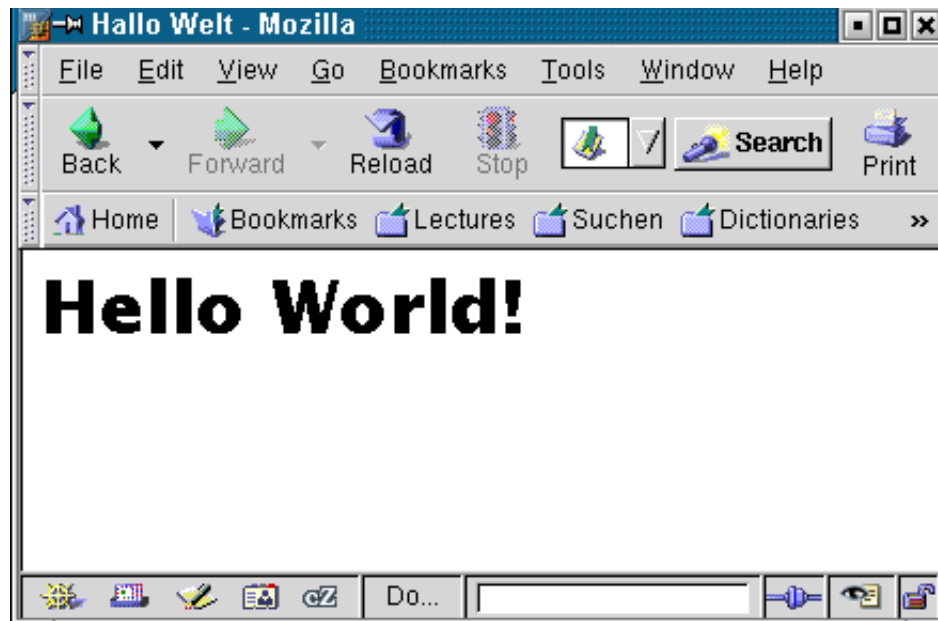 Hallo Welt - Mozilla
File Edit View Go Bookmarks Tools Window Help
Back Forward Reload Stop Search Print
Home Bookmarks Lectures Suchen Dictionaries »
Hello World!
cZ Do...